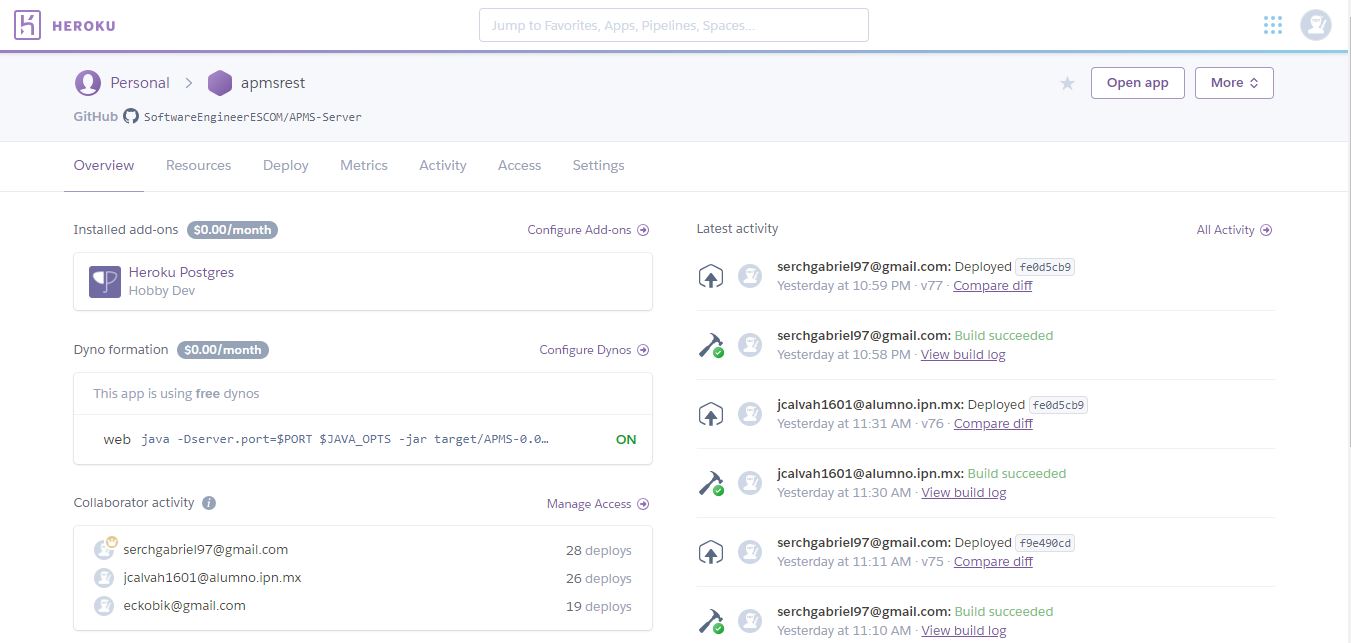 HEROKU
Jump to Favorites, Apps, Pipelines, Spaces...
Personal > apmsrest
Open app
More
GitHub SoftwareEngineerESCOM/APMS-Server
Overview Resources Deploy Metrics Activity Access Settings
Installed add-ons $0.00/month
Configure Add-ons
Heroku Postgres
Hobby Dev
Dyno formation $0.00/month
Configure Dynos
This app is using free dynos
web java -Dserver.port=$PORT $JAVA_OPTS -jar target/APMS-0.0…
ON
Collaborator activity i
Manage Access
serchgabriel97@gmail.com 28 deploys
jcalvah1601@alumno.ipn.mx 26 deploys
eckobik@gmail.com 19 deploys
Latest activity
All Activity
serchgabriel97@gmail.com: Deployed fe0d5cb9
Yesterday at 10:59 PM · v77 · Compare diff
serchgabriel97@gmail.com: Build succeeded
Yesterday at 10:58 PM · View build log
jcalvah1601@alumno.ipn.mx: Deployed fe0d5cb9
Yesterday at 11:31 AM · v76 · Compare diff
jcalvah1601@alumno.ipn.mx: Build succeeded
Yesterday at 11:30 AM · View build log
serchgabriel97@gmail.com: Deployed f9e490cd
Yesterday at 11:11 AM · v75 · Compare diff
serchgabriel97@gmail.com: Build succeeded
Yesterday at 11:10 AM · View build log